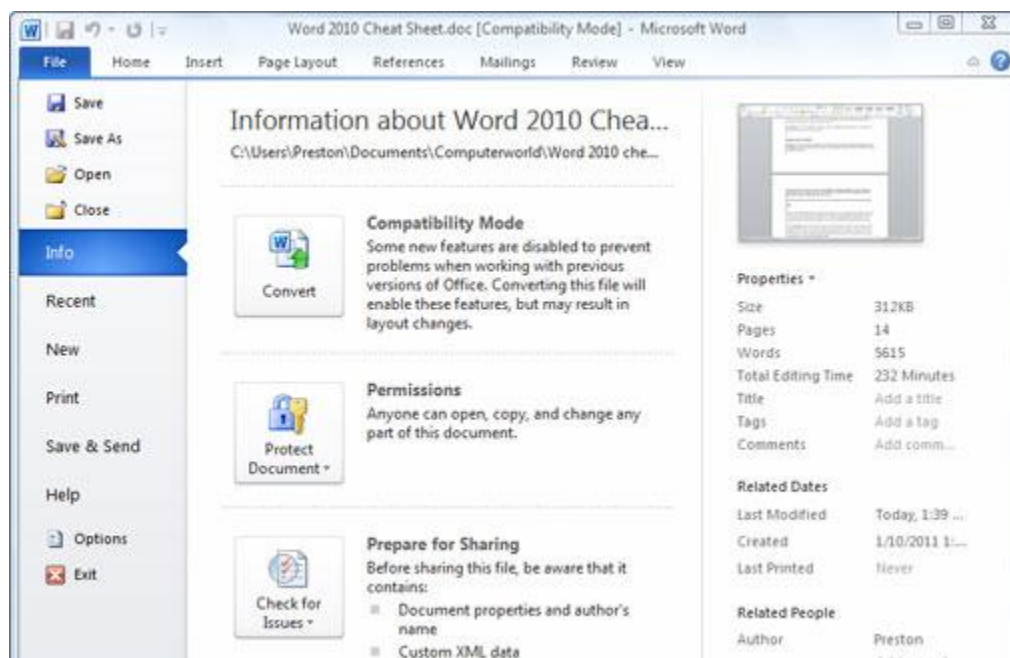 Word 2010 Cheat Sheet.doc [Compatibility Mode] - Microsoft Word
File Home Insert Page Layout References Mailings Review View
Save
Save As
Open
Close
Info
Recent
New
Print
Save & Send
Help
Options
Exit
Information about Word 2010 Chea...
C:\Users\Preston\Documents\Computerworld\Word 2010 che...
Convert
Compatibility Mode
Some new features are disabled to prevent
problems when working with previous
versions of Office. Converting this file will
enable these features, but may result in
layout changes.
Protect
Document
Permissions
Anyone can open, copy, and change any
part of this document.
Check for
Issues
Prepare for Sharing
Before sharing this file, be aware that it
contains:
Document properties and author's
name
Custom XML data
Properties
Size 312KB
Pages 14
Words 5615
Total Editing Time 232 Minutes
Title Add a title
Tags Add a tag
Comments Add comm...
Related Dates
Last Modified Today, 1:39 ...
Created 1/10/2011 1:...
Last Printed Never
Related People
Author Preston